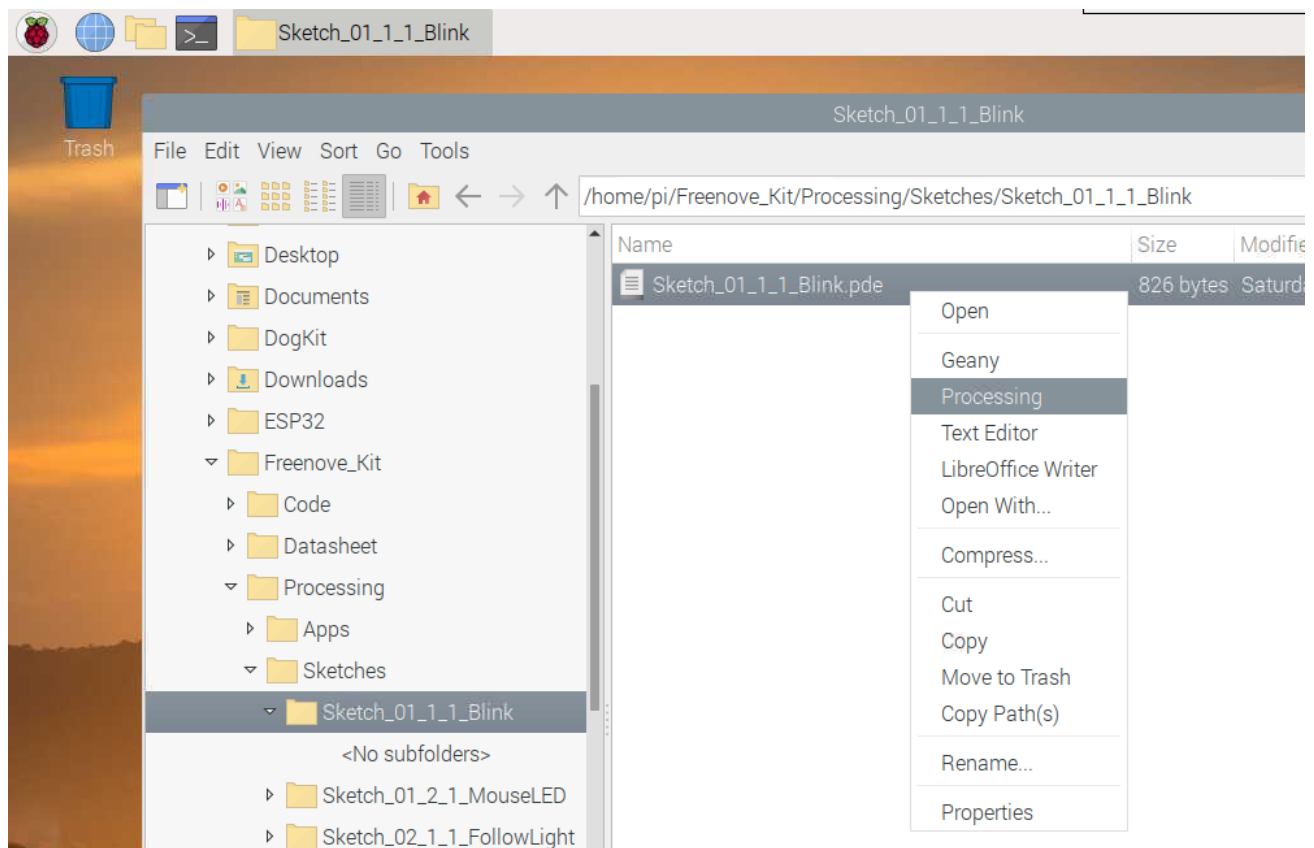 >_
Sketch_01_1_1_Blink
Trash
Sketch_01_1_1_Blink
File Edit View Sort Go Tools
/home/pi/Freenove_Kit/Processing/Sketches/Sketch_01_1_1_Blink
Desktop
Documents
DogKit
Downloads
ESP32
Freenove_Kit
Code
Datasheet
Processing
Apps
Sketches
Sketch_01_1_1_Blink
<No subfolders>
Sketch_01_2_1_MouseLED
Sketch_02_1_1_FollowLight
Name Size Modifie
Sketch_01_1_1_Blink.pde 826 bytes Saturda
Open
Geany
Processing
Text Editor
LibreOffice Writer
Open With...
Compress...
Cut
Copy
Move to Trash
Copy Path(s)
Rename...
Properties